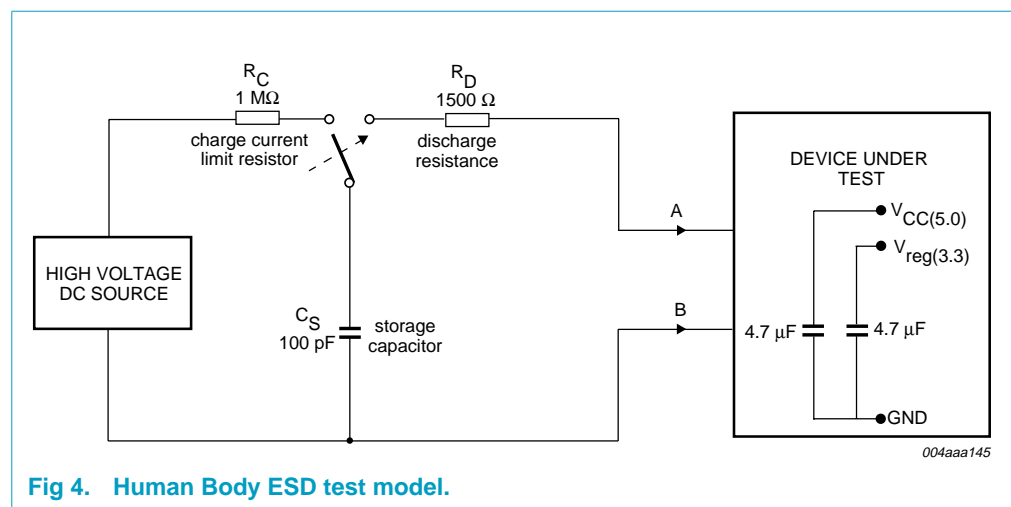 R_C
1 MΩ
charge current
limit resistor
R_D
1500 Ω
discharge
resistance
A
B
HIGH VOLTAGE
DC SOURCE
C_S
100 pF
storage
capacitor
DEVICE UNDER
TEST
V_CC(5.0)
V_reg(3.3)
4.7 μF
4.7 μF
GND
004aaa145
Fig 4. Human Body ESD test model.